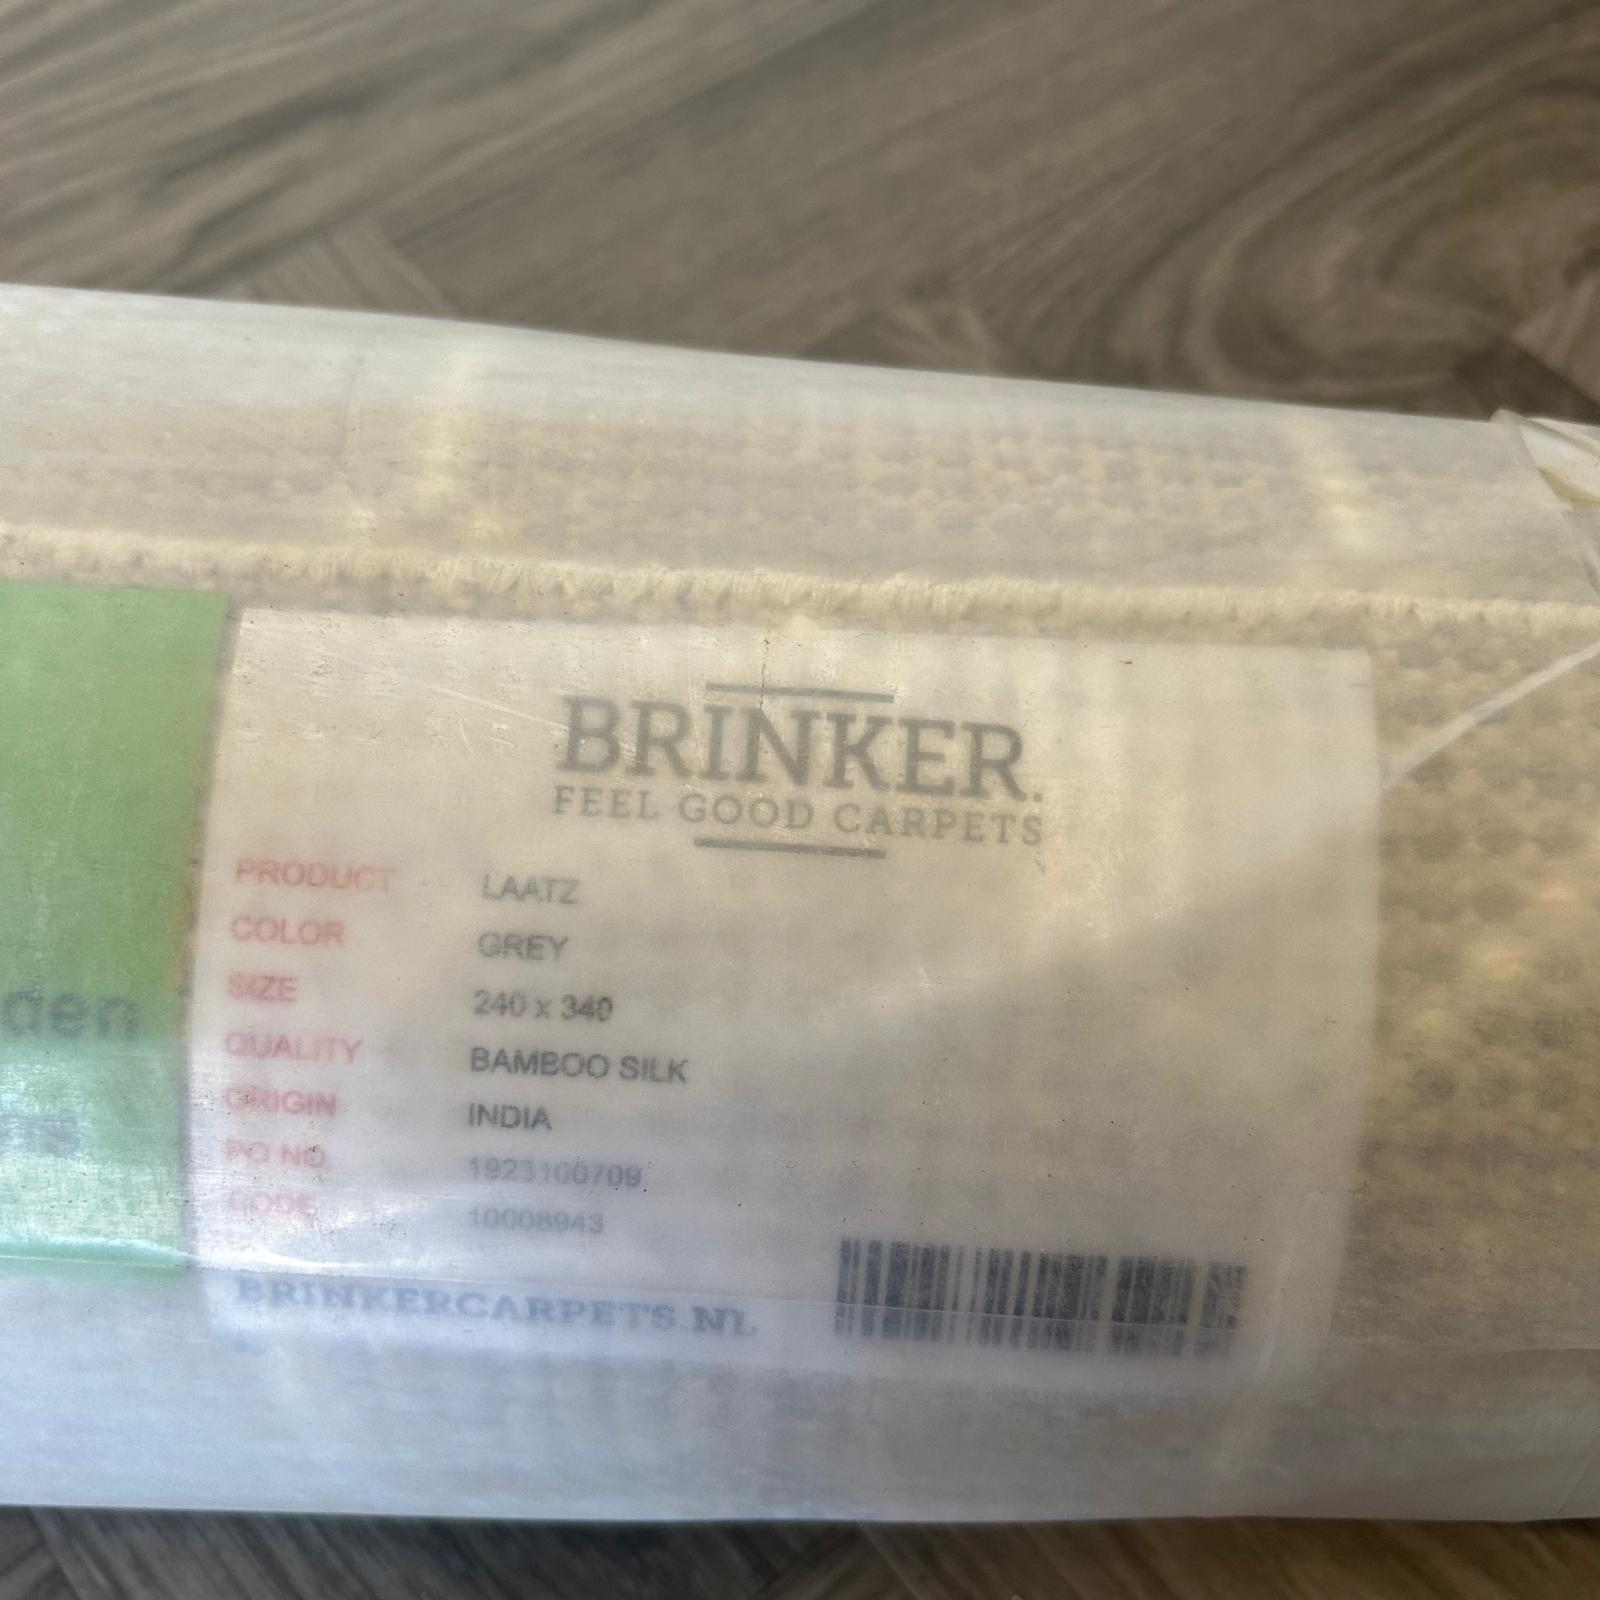 BRINKER.
FEEL GOOD CARPETS
PRODUCT LAATZ
COLOR GREY
SIZE 240 x 340
QUALITY BAMBOO SILK
ORIGIN INDIA
PO NO. 1923100709
CODE 10008943
BRINKERCARPETS.NL
den